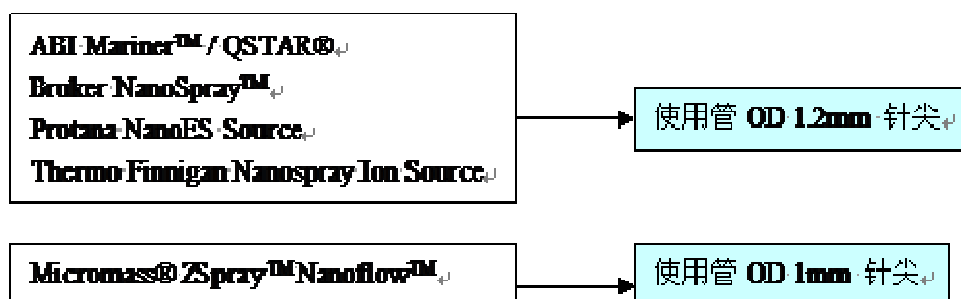 ABI Mariner™ / QSTAR®
Broker NanoSpray™
Protana NanoES Source
Thermo Finnigan Nanospray Ion Source
使用管 OD 1.2mm 针尖
Micromass® ZSpray™ Nanoflow™
使用管 OD 1mm 针尖